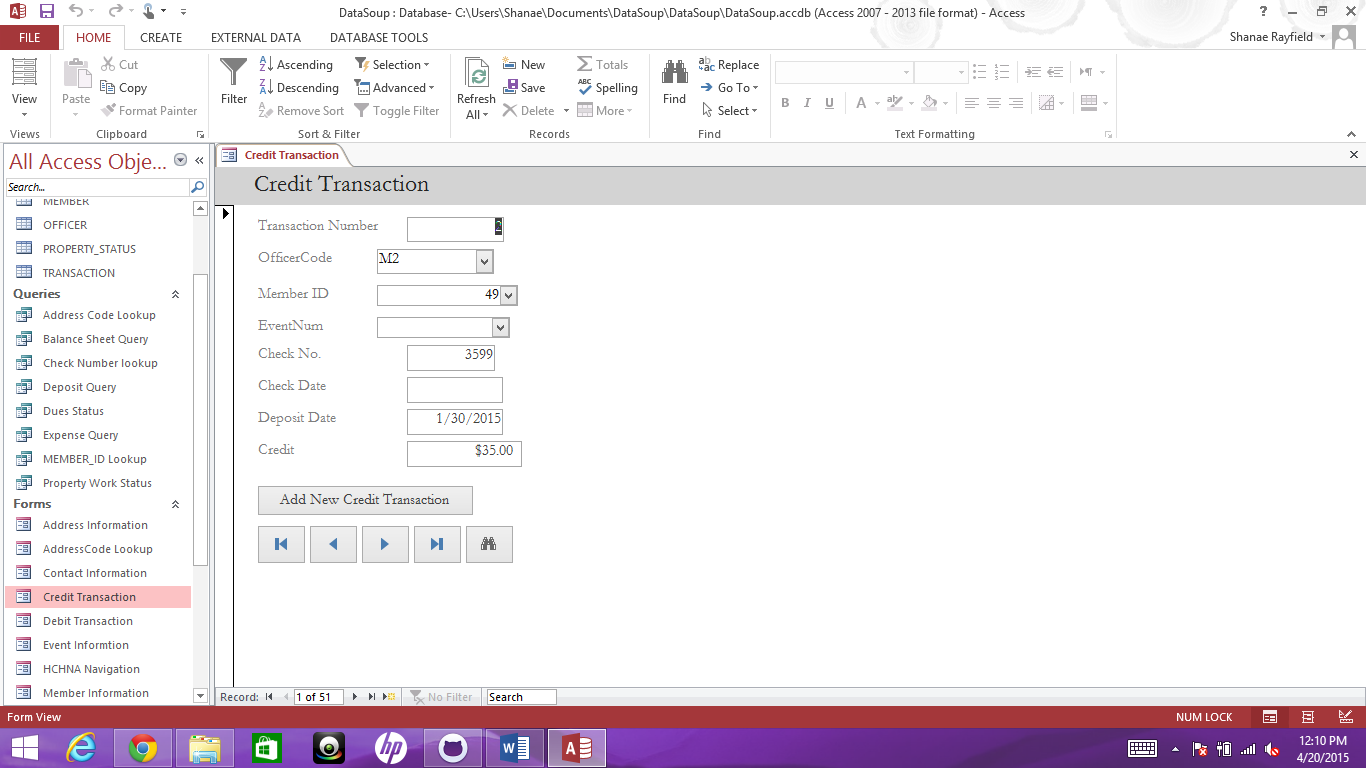 DataSoup : Database- C:\Users\Shanae\Documents\DataSoup\DataSoup\DataSoup.accdb (Access 2007 - 2013 file format) - Access
FILE HOME CREATE EXTERNAL DATA DATABASE TOOLS Shanae Rayfield
View
Views
Paste
Cut
Copy
Format Painter
Clipboard
Filter
Ascending
Descending
Remove Sort
Selection
Advanced
Toggle Filter
Sort & Filter
Refresh
All
New
Save
Delete
Totals
Spelling
More
Records
Find
Replace
Go To
Select
Find
B I U A
Text Formatting
All Access Obje...
Search...
MEMBER
OFFICER
PROPERTY_STATUS
TRANSACTION
Queries
Address Code Lookup
Balance Sheet Query
Check Number lookup
Deposit Query
Dues Status
Expense Query
MEMBER_ID Lookup
Property Work Status
Forms
Address Information
AddressCode Lookup
Contact Information
Credit Transaction
Debit Transaction
Event Informtion
HCHNA Navigation
Member Information
Credit Transaction
Credit Transaction
Transaction Number 2
OfficerCode M2
Member ID 49
EventNum
Check No. 3599
Check Date
Deposit Date 1/30/2015
Credit $35.00
Add New Credit Transaction
Record: 1 of 51 No Filter Search
Form View NUM LOCK
12:10 PM
4/20/2015